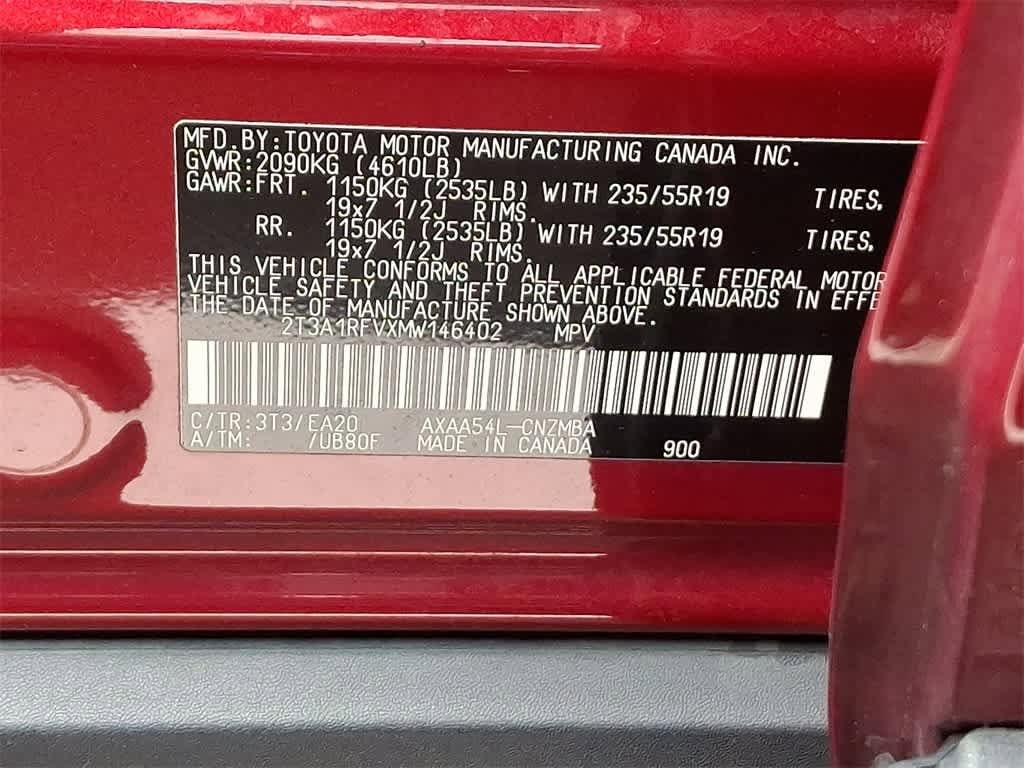 MFD.BY:TOYOTA MOTOR MANUFACTURING CANADA INC.
GVWR:2090KG (4610LB)
GAWR:FRT. 1150KG (2535LB) WITH 235/55R19 TIRES,
19x7 1/2J RIMS.
RR. 1150KG (2535LB) WITH 235/55R19 TIRES,
19x7 1/2J RIMS.
THIS VEHICLE CONFORMS TO ALL APPLICABLE FEDERAL MOTOR
VEHICLE SAFETY AND THEFT PREVENTION STANDARDS IN EFFE
THE DATE OF MANUFACTURE SHOWN ABOVE.
2T3A1RFVXMW146402 MPV
C/TR:3T3/EA20 AXAA54L-CNZMBA
A/TM: /UB80F MADE IN CANADA 900